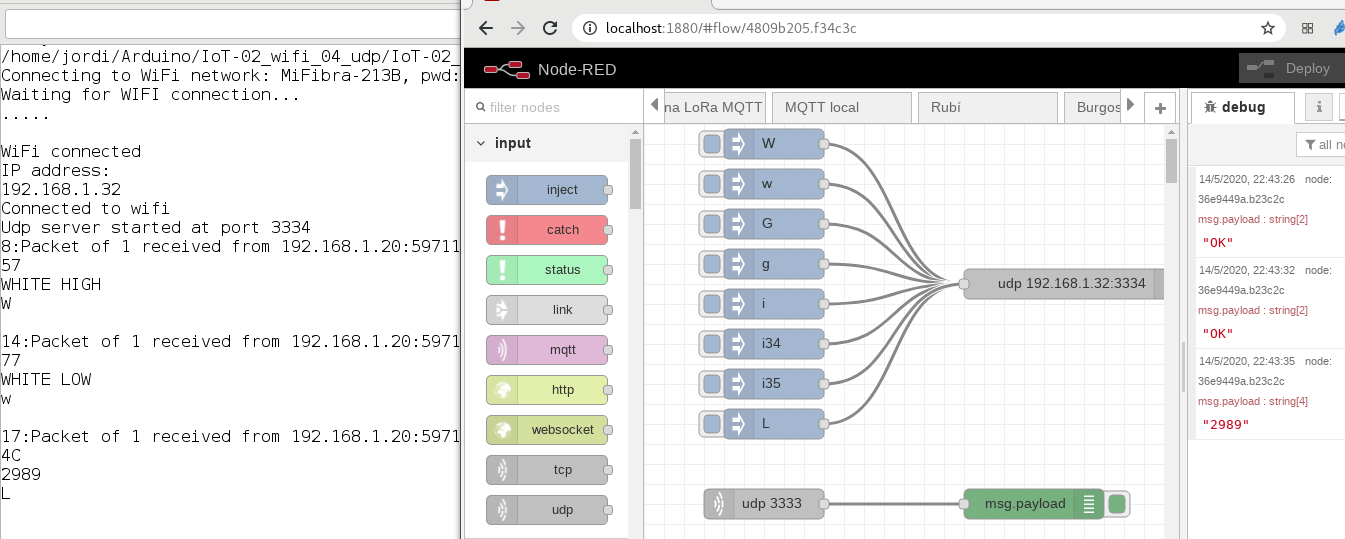 /home/jordi/Arduino/IoT-02_wifi_04_udp/IoT-02_
Connecting to WiFi network: MiFibra-213B, pwd:
Waiting for WIFI connection...
.....
WiFi connected
IP address:
192.168.1.32
Connected to wifi
Udp server started at port 3334
8:Packet of 1 received from 192.168.1.20:59711
57
WHITE HIGH
W
14:Packet of 1 received from 192.168.1.20:5971
77
WHITE LOW
w
17:Packet of 1 received from 192.168.1.20:5971
4C
2989
L
localhost:1880/#flow/4809b205.f34c3c
Node-RED
Deploy
filter nodes
input
inject
catch
status
link
mqtt
http
websocket
tcp
udp
na LoRa MQTT
MQTT local
Rubí
Burgos
+
W
w
G
g
i
i34
i35
L
udp 192.168.1.32:3334
udp 3333
msg.payload
debug
i
all no
14/5/2020, 22:43:26 node:
36e9449a.b23c2c
msg.payload : string[2]
"OK"
14/5/2020, 22:43:32 node:
36e9449a.b23c2c
msg.payload : string[2]
"OK"
14/5/2020, 22:43:35 node:
36e9449a.b23c2c
msg.payload : string[4]
"2989"